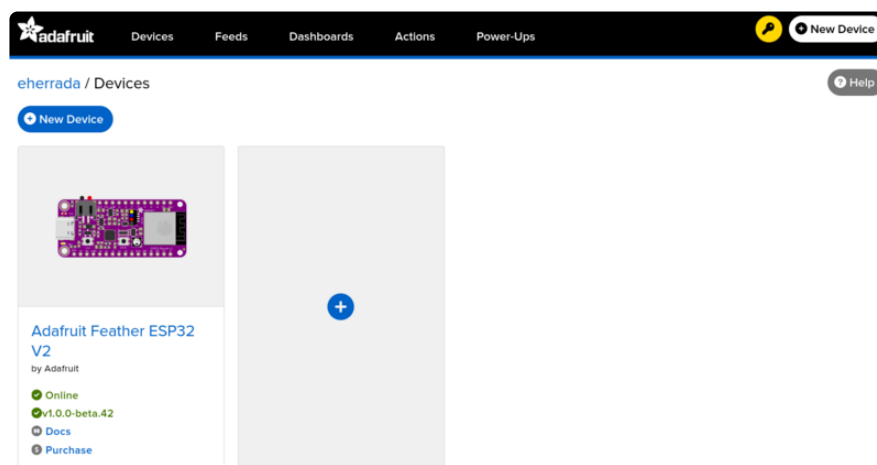 adafruit Devices Feeds Dashboards Actions Power-Ups New Device
eherrada / Devices
Help
New Device
Adafruit Feather ESP32
V2
by Adafruit
Online
v1.0.0-beta.42
Docs
Purchase